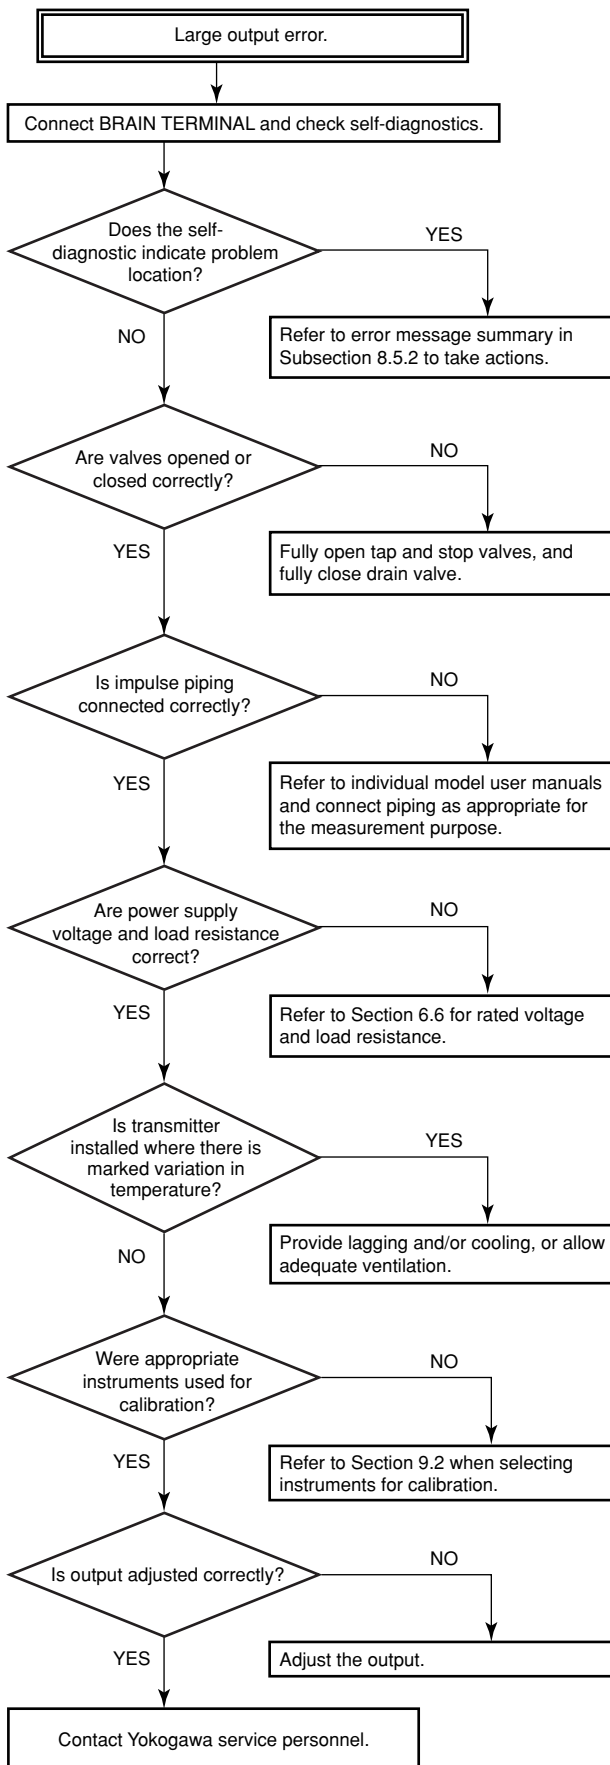 Large output error.
Connect BRAIN TERMINAL and check self-diagnostics.
Does the self-
diagnostic indicate problem
location?
YES
NO
Refer to error message summary in
Subsection 8.5.2 to take actions.
Are valves opened or
closed correctly?
NO
YES
Fully open tap and stop valves, and
fully close drain valve.
Is impulse piping
connected correctly?
NO
YES
Refer to individual model user manuals
and connect piping as appropriate for
the measurement purpose.
Are power supply
voltage and load resistance
correct?
NO
YES
Refer to Section 6.6 for rated voltage
and load resistance.
Is transmitter
installed where there is
marked variation in
temperature?
YES
NO
Provide lagging and/or cooling, or allow
adequate ventilation.
Were appropriate
instruments used for
calibration?
NO
YES
Refer to Section 9.2 when selecting
instruments for calibration.
Is output adjusted correctly?
NO
YES
Adjust the output.
Contact Yokogawa service personnel.